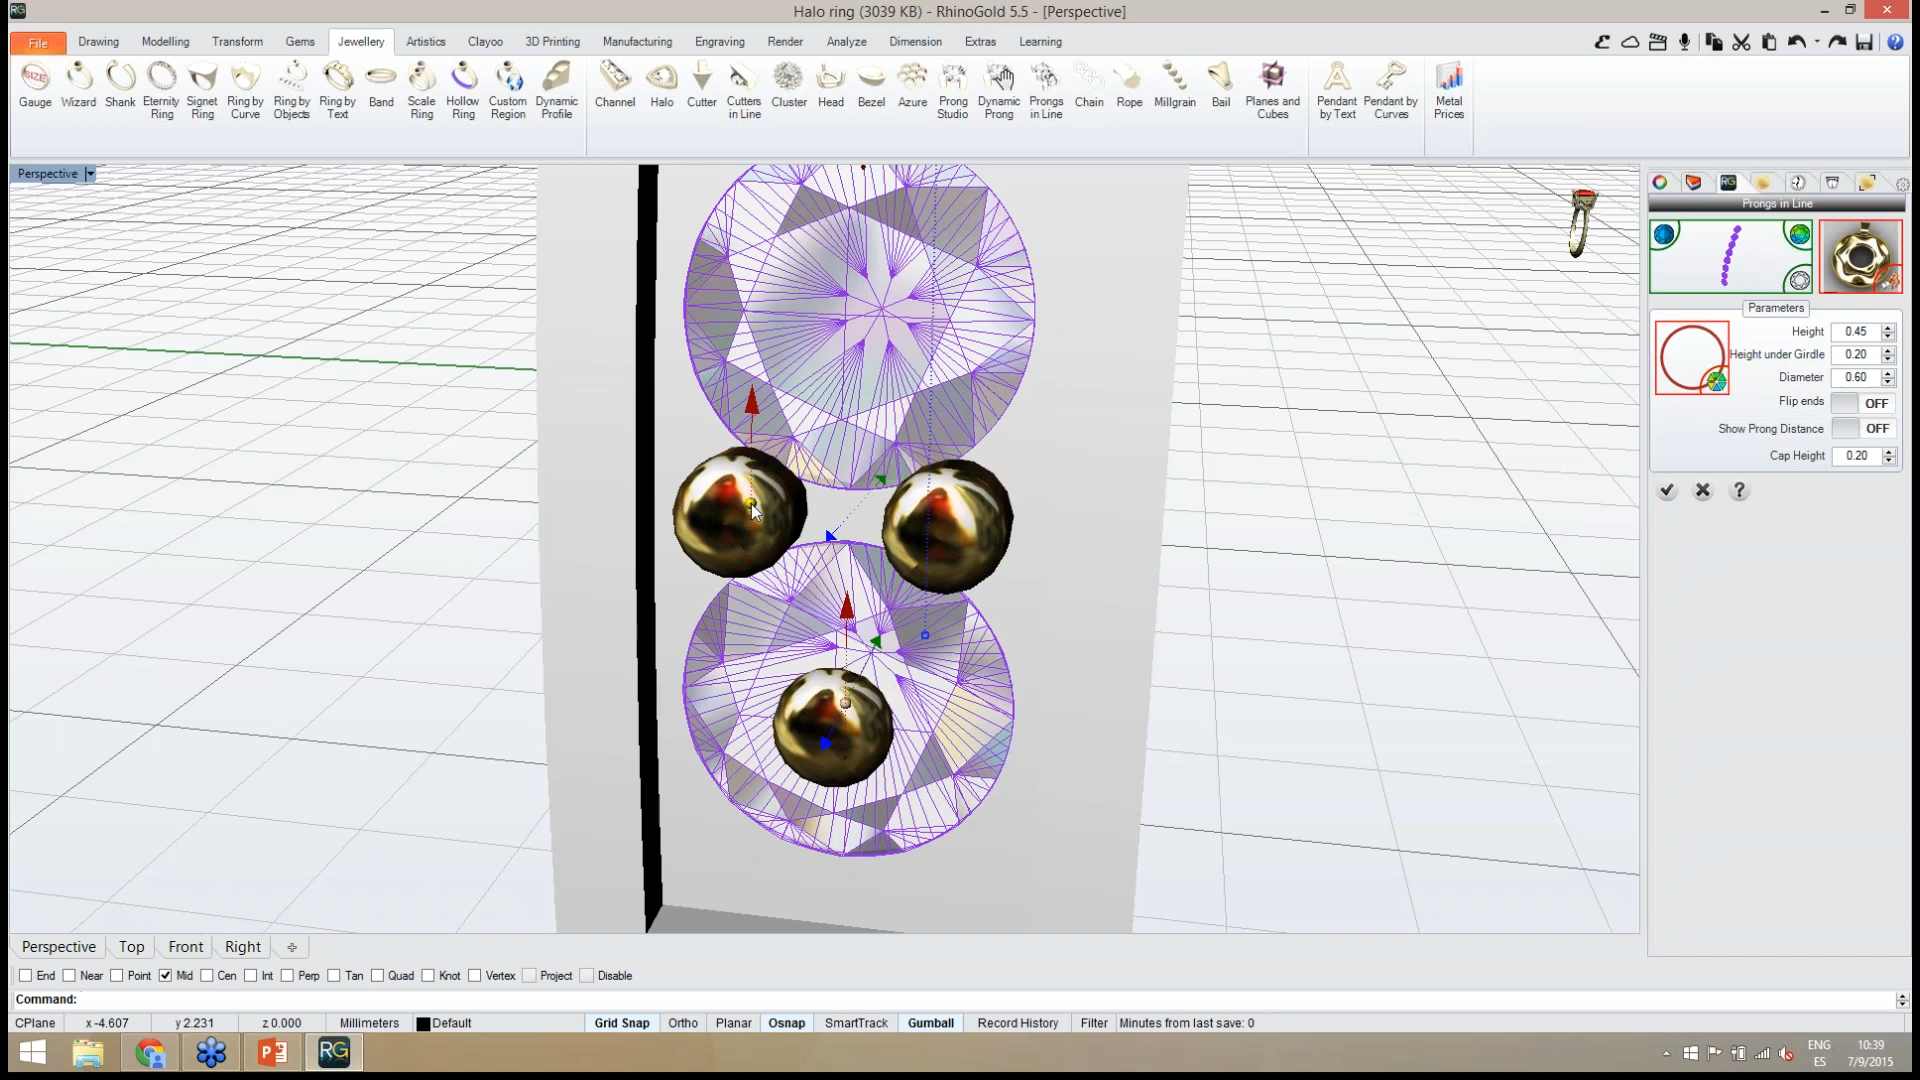 Halo ring (3039 KB) - RhinoGold 5.5 - [Perspective]
File Drawing Modelling Transform Gems Jewellery Artistics Clayoo 3D Printing Manufacturing Engraving Render Analyze Dimension Extras Learning
SIZE
Gauge Wizard Shank Eternity Ring Signet Ring Ring by Curve Ring by Objects Ring by Text Band Scale Ring Hollow Ring Custom Region Dynamic Profile Channel Halo Cutter Cutters in Line Cluster Head Bezel Azure Prong Studio Dynamic Prong Prongs in Line Chain Rope Millgrain Bail Planes and Cubes Pendant by Text Pendant by Curves Metal Prices
Perspective
RG
Prongs in Line
Parameters
Height 0.45
Height under Girdle 0.20
Diameter 0.60
Flip ends OFF
Show Prong Distance OFF
Cap Height 0.20
Perspective Top Front Right
End Near Point Mid Cen Int Perp Tan Quad Knot Vertex Project Disable
Command:
CPlane x -4.607 y 2.231 z 0.000 Millimeters Default Grid Snap Ortho Planar Osnap SmartTrack Gumball Record History Filter Minutes from last save: 0
RG
ENG 10:39
ES 7/9/2015